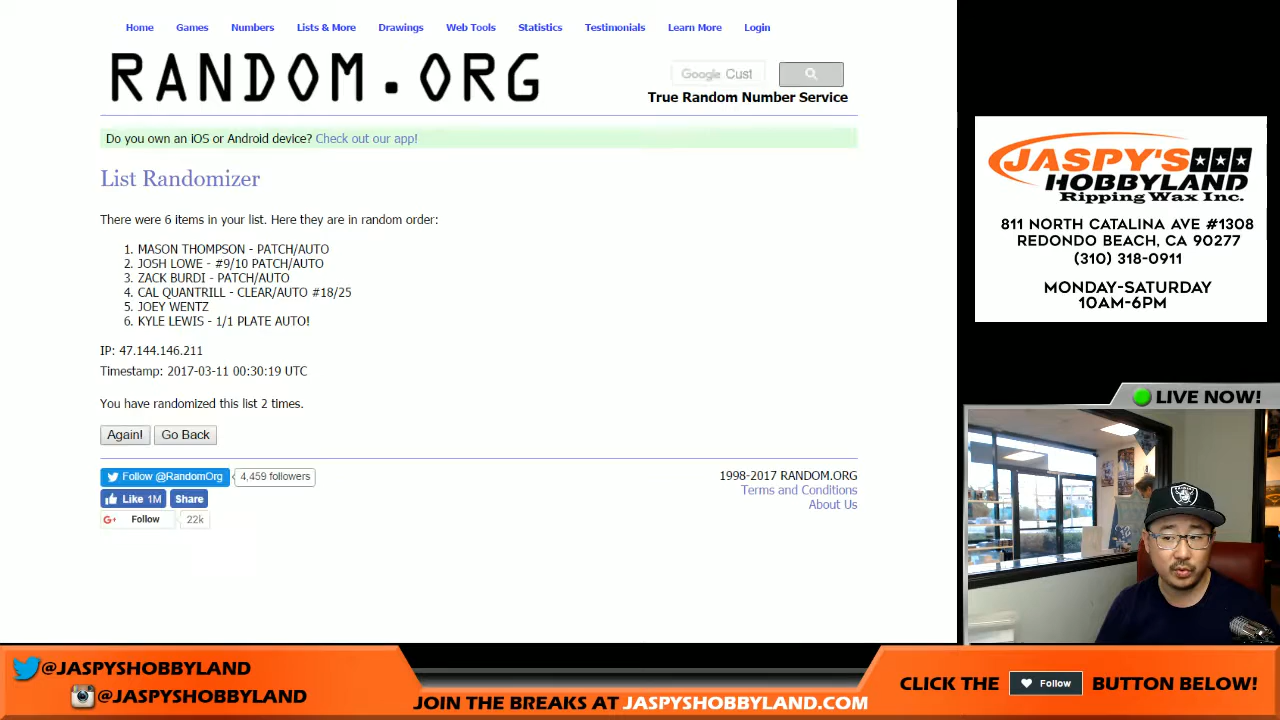 Home Games Numbers Lists & More Drawings Web Tools Statistics Testimonials Learn More Login
RANDOM.ORG
Google Cust
True Random Number Service
Do you own an iOS or Android device? Check out our app!
List Randomizer
There were 6 items in your list. Here they are in random order:
1. MASON THOMPSON - PATCH/AUTO
2. JOSH LOWE - #9/10 PATCH/AUTO
3. ZACK BURDI - PATCH/AUTO
4. CAL QUANTRILL - CLEAR/AUTO #18/25
5. JOEY WENTZ
6. KYLE LEWIS - 1/1 PLATE AUTO!
IP: 47.144.146.211
Timestamp: 2017-03-11 00:30:19 UTC
You have randomized this list 2 times.
Again! Go Back
Follow @RandomOrg 4,459 followers
Like 1M Share
G+ Follow 22k
1998-2017 RANDOM.ORG
Terms and Conditions
About Us
JASPY'S
HOBBYLAND
Ripping Wax Inc.
811 NORTH CATALINA AVE #1308
REDONDO BEACH, CA 90277
(310) 318-0911
MONDAY-SATURDAY
10AM-6PM
LIVE NOW!
@JASPYSHOBBYLAND
@JASPYSHOBBYLAND
JOIN THE BREAKS AT JASPYSHOBBYLAND.COM
CLICK THE Follow BUTTON BELOW!